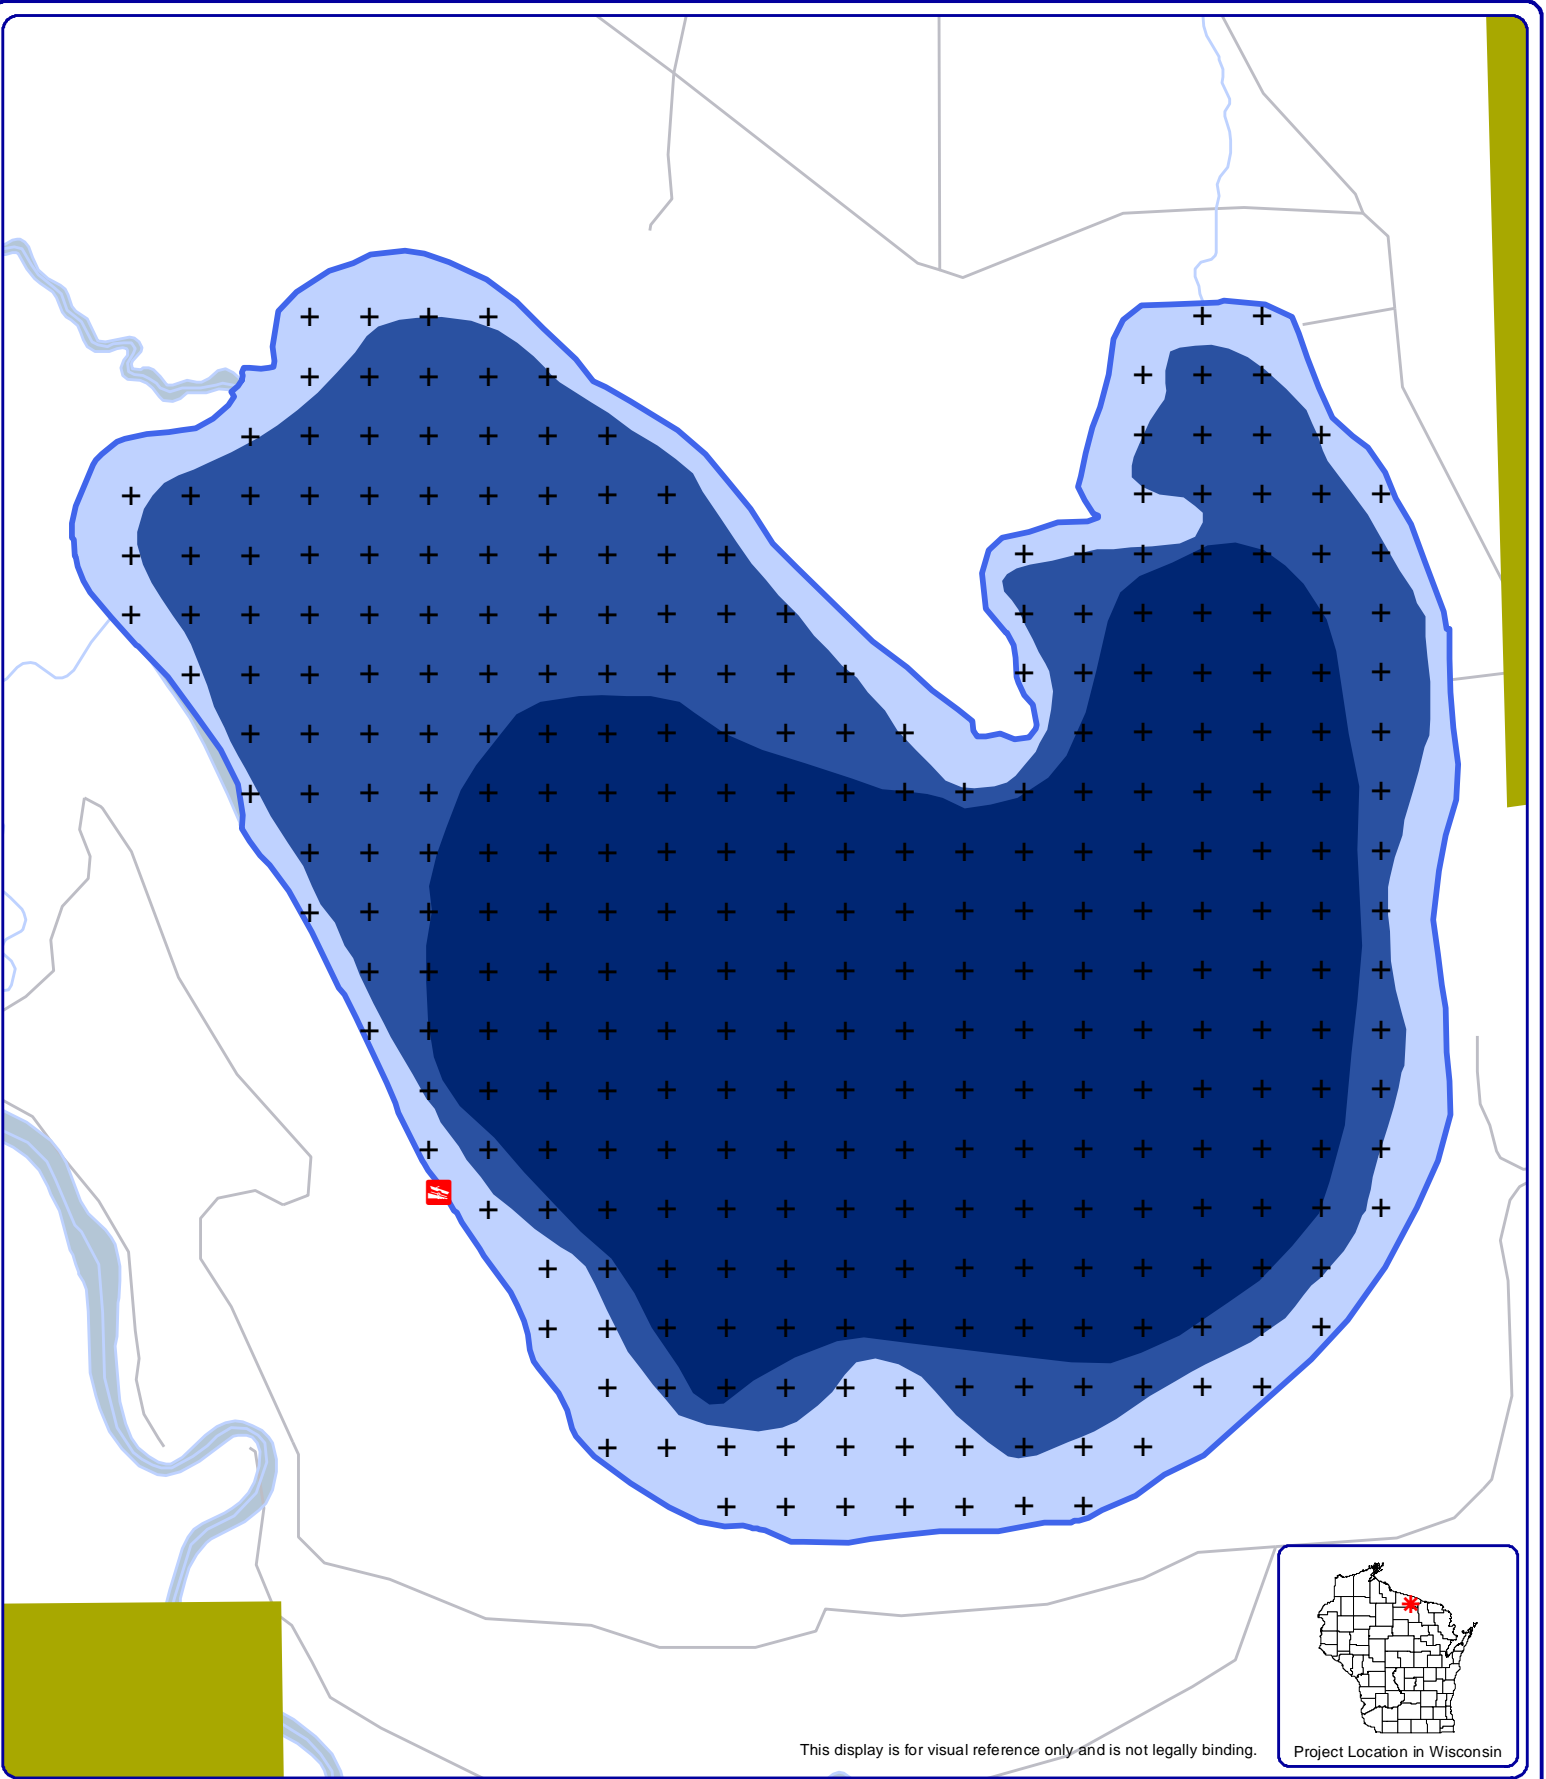 This display is for visual reference only and is not legally binding.
Project Location in Wisconsin